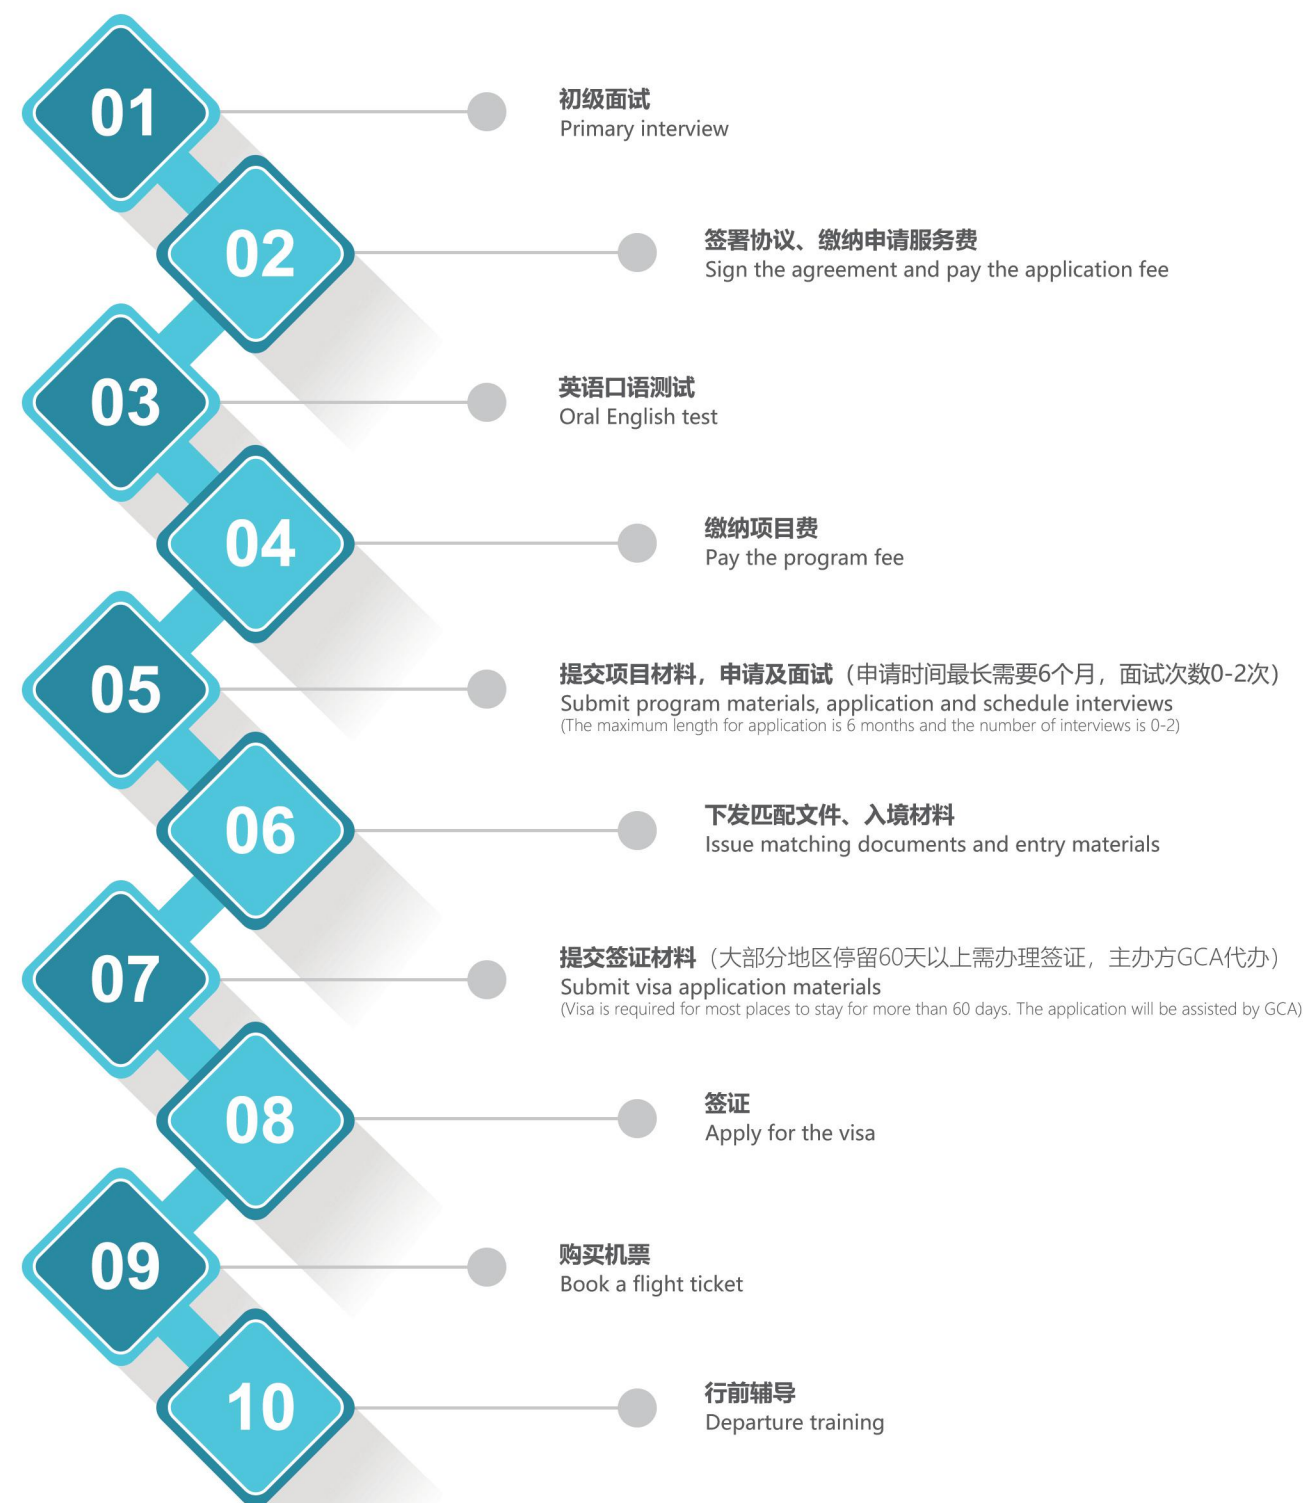 01
初级面试
Primary interview
02
签署协议、缴纳申请服务费
Sign the agreement and pay the application fee
03
英语口语测试
Oral English test
04
缴纳项目费
Pay the program fee
05
提交项目材料，申请及面试（申请时间最长需要6个月，面试次数0-2次）
Submit program materials, application and schedule interviews
(The maximum length for application is 6 months and the number of interviews is 0-2)
06
下发匹配文件、入境材料
Issue matching documents and entry materials
07
提交签证材料（大部分地区停留60天以上需办理签证，主办方GCA代办）
Submit visa application materials
(Visa is required for most places to stay for more than 60 days. The application will be assisted by GCA)
08
签证
Apply for the visa
09
购买机票
Book a flight ticket
10
行前辅导
Departure training